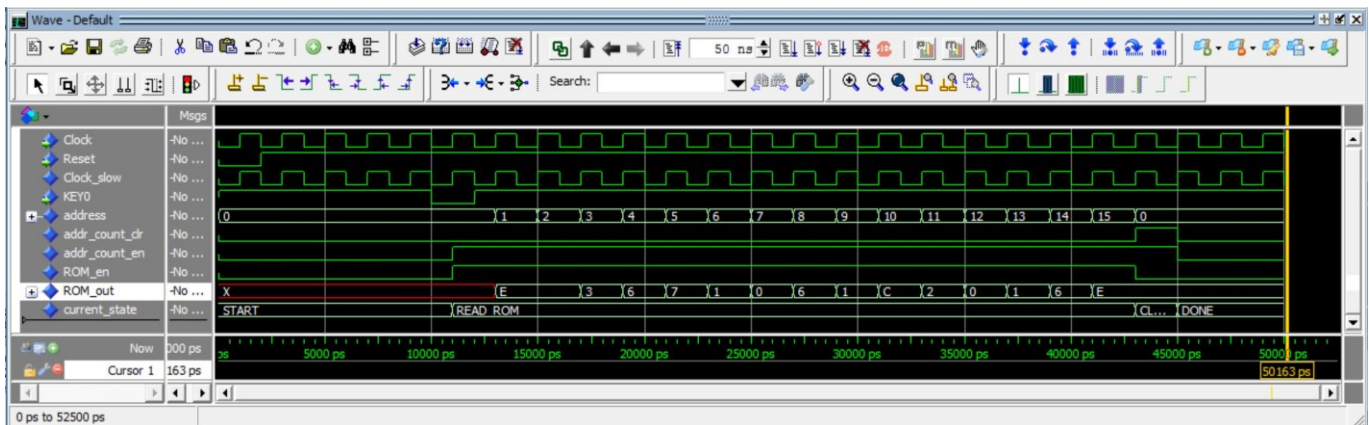 Wave - Default
50 ns
Search:
Msgs
Clock -No ...
Reset -No ...
Clock_slow -No ...
KEY0 -No ...
address -No ... 0 1 2 3 4 5 6 7 8 9 10 11 12 13 14 15 0
addr_count_clr -No ...
addr_count_en -No ...
ROM_en -No ...
ROM_out -No ... X E 3 6 7 1 0 6 1 C 2 0 1 6 E
current_state -No ... START READ ROM CL... DONE
Now 000 ps ps 5000 ps 10000 ps 15000 ps 20000 ps 25000 ps 30000 ps 35000 ps 40000 ps 45000 ps 50000 ps
Cursor 1 163 ps 50163 ps
0 ps to 52500 ps